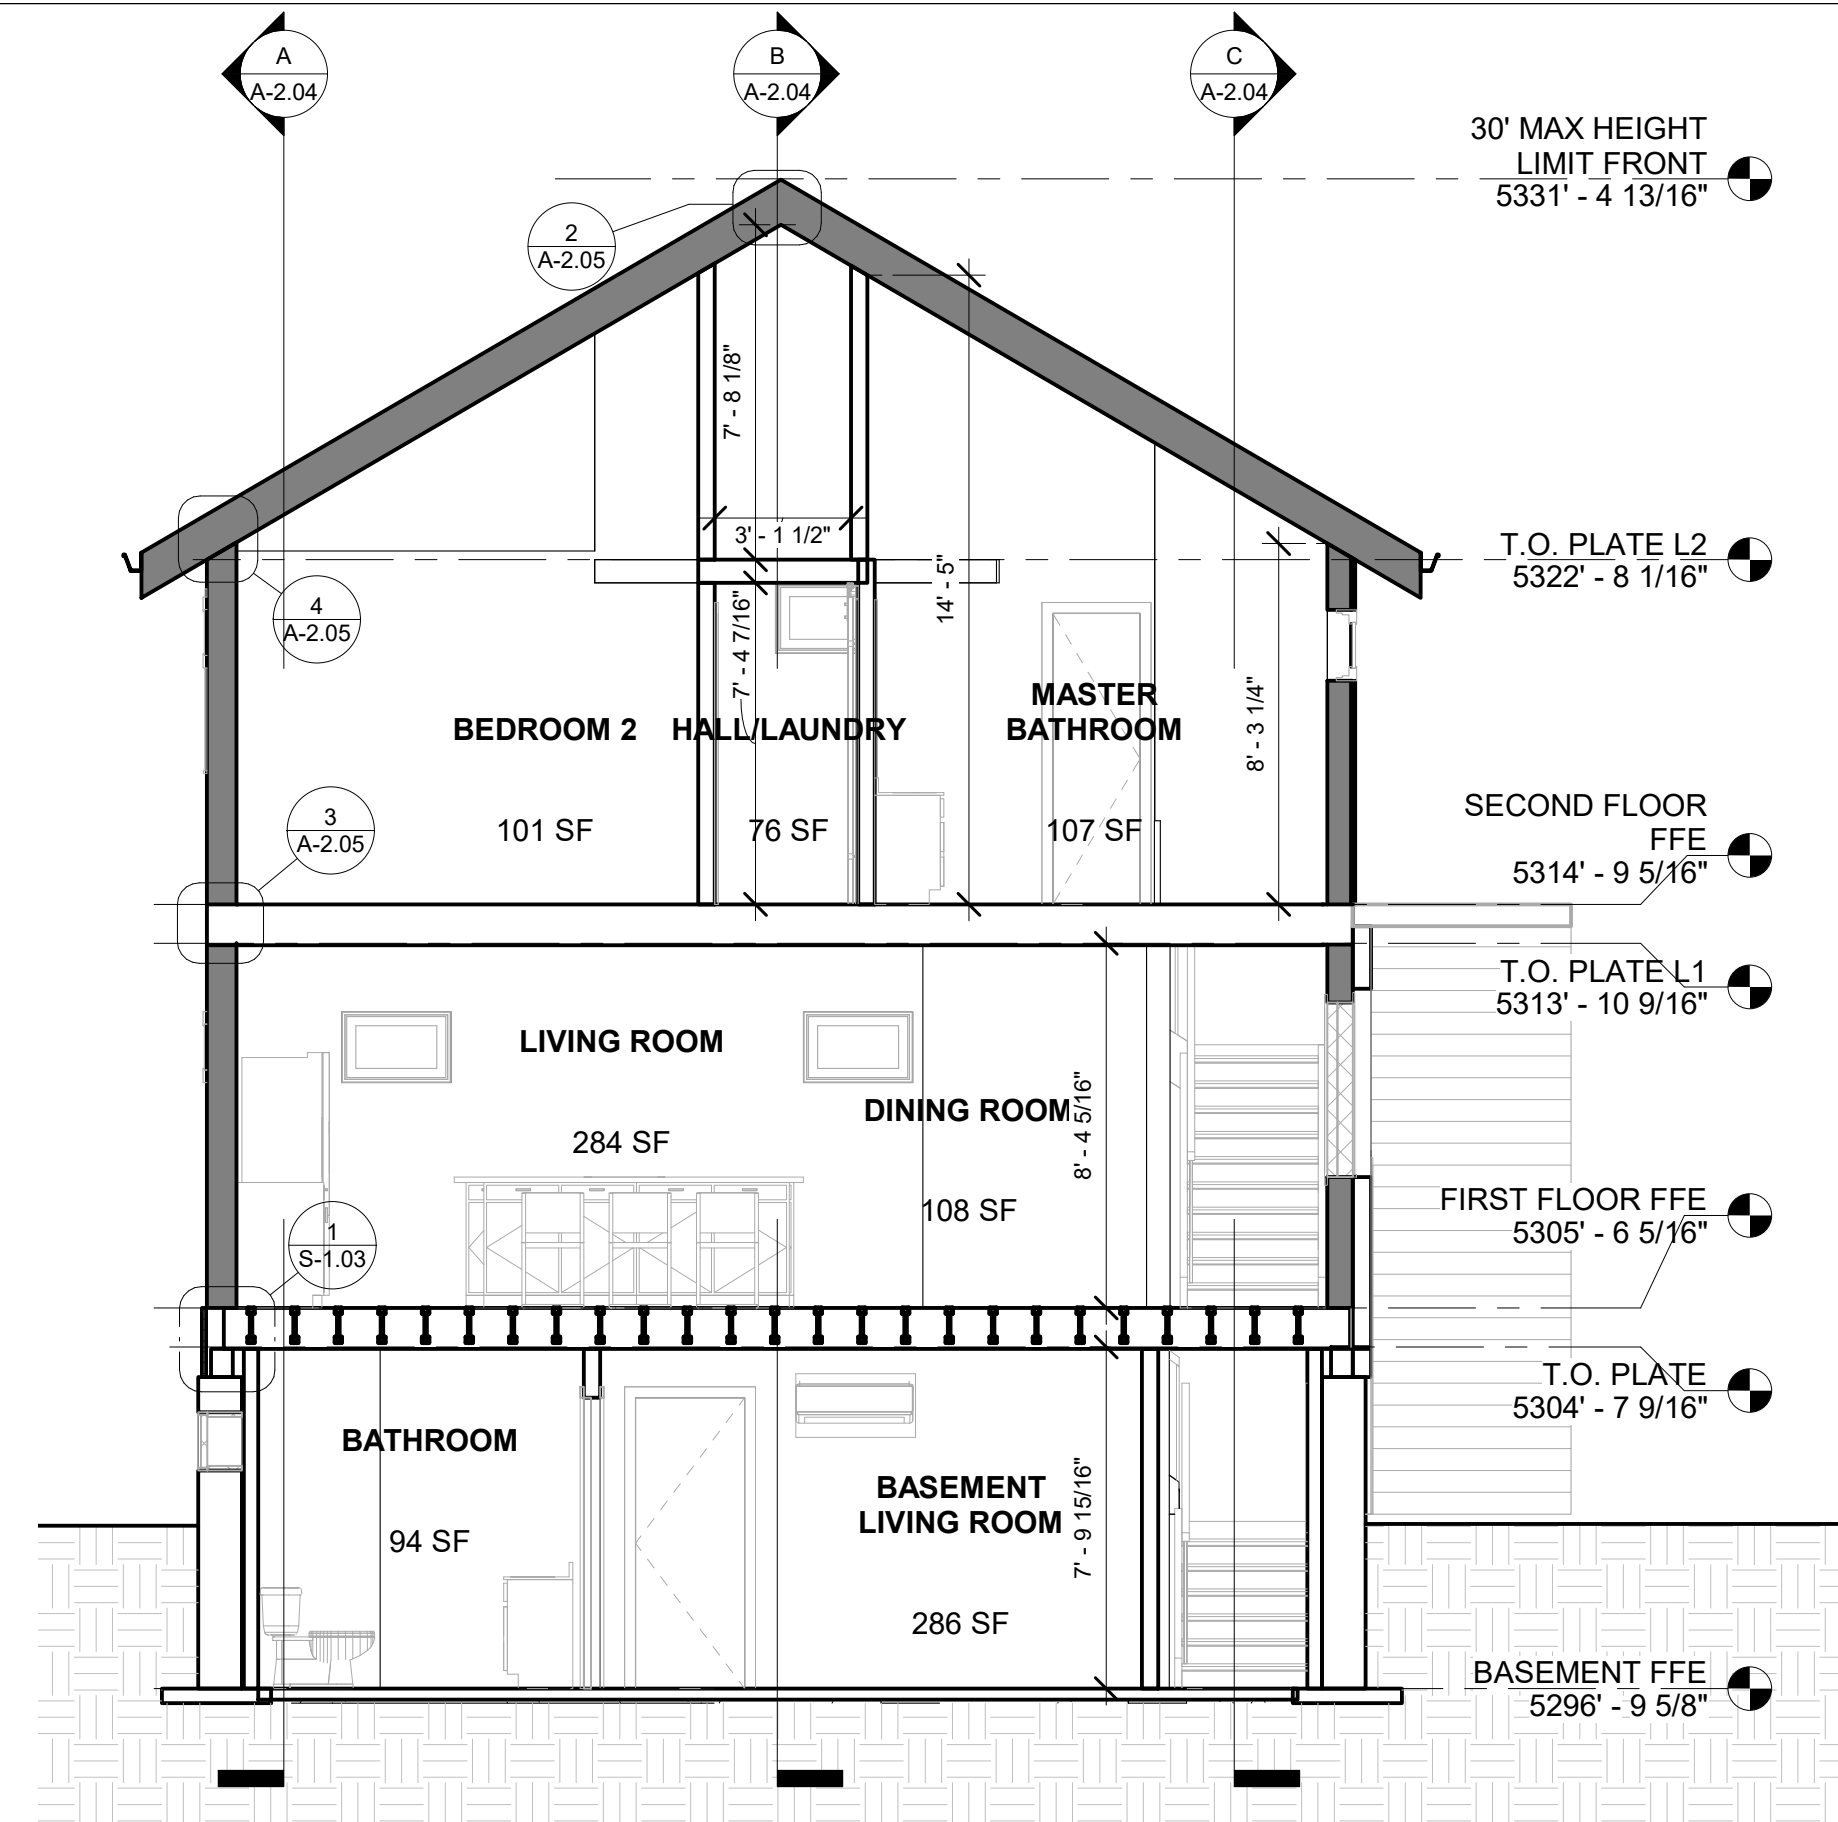 A
A-2.04
B
A-2.04
C
A-2.04
30' MAX HEIGHT
LIMIT FRONT
5331' - 4 13/16"
2
A-2.05
7' - 8 1/8"
3' - 1 1/2"
T.O. PLATE L2
5322' - 8 1/16"
4
A-2.05
7' - 4 7/16"
14' - 5"
8' - 3 1/4"
BEDROOM 2
101 SF
HALL/LAUNDRY
76 SF
MASTER
BATHROOM
107 SF
3
A-2.05
SECOND FLOOR
FFE
5314' - 9 5/16"
T.O. PLATE L1
5313' - 10 9/16"
LIVING ROOM
284 SF
DINING ROOM
108 SF
8' - 4 5/16"
1
S-1.03
FIRST FLOOR FFE
5305' - 6 5/16"
T.O. PLATE
5304' - 7 9/16"
BATHROOM
94 SF
BASEMENT
LIVING ROOM
286 SF
7' - 9 15/16"
BASEMENT FFE
5296' - 9 5/8"